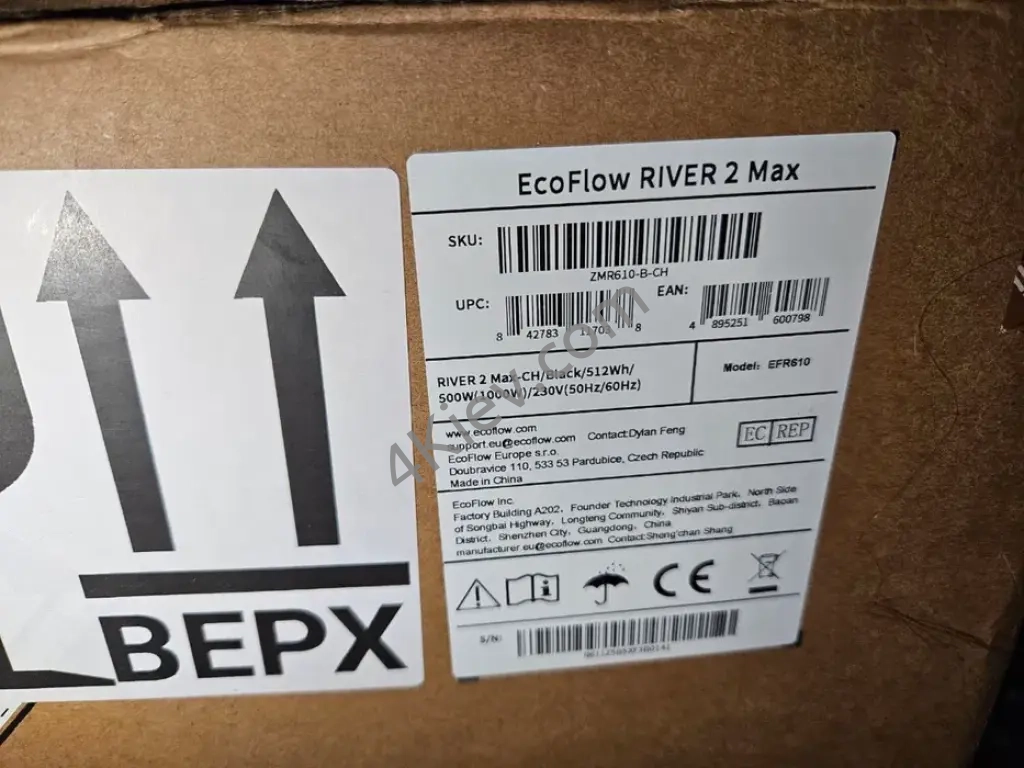 EcoFlow RIVER 2 Max
SKU:
ZMR610-B-CH
UPC:
EAN:
4 895251 600798
RIVER 2 Max-CH/Black/512Wh/
500W(1000W)/230V(50Hz/60Hz)
Model: EFR610
www.ecoflow.com
support.eu@ecoflow.com Contact:Dylan Feng
EcoFlow Europe s.r.o.
Doubravice 110, 533 53 Pardubice, Czech Republic
Made in China
EC REP
EcoFlow Inc.
Factory Building A202, Founder Technology Industrial Park, North Side
of Songbai Highway, Longteng Community, Shiyan Sub-district, Baoan
District, Shenzhen City, Guangdong, China
manufacturer.eu@ecoflow.com Contact:Sheng'chan Shang
CE
S/N:
ВЕРХ
4Kiev.com